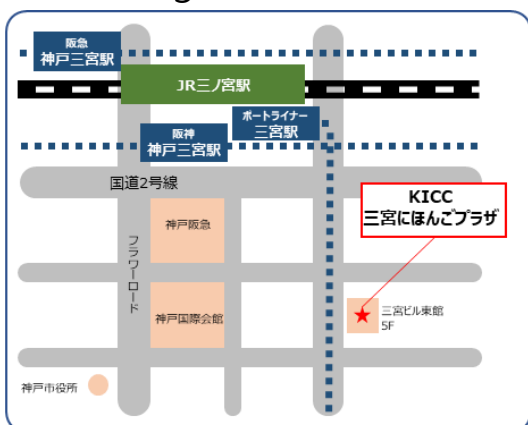 阪急
神戸三宮駅
JR三ノ宮駅
ポートライナー
三宮駅
阪神
神戸三宮駅
国道2号線
KICC
三宮にほんごプラザ
神戸阪急
フラワーロード
神戸国際会館
三宮ビル東館
5F
神戸市役所